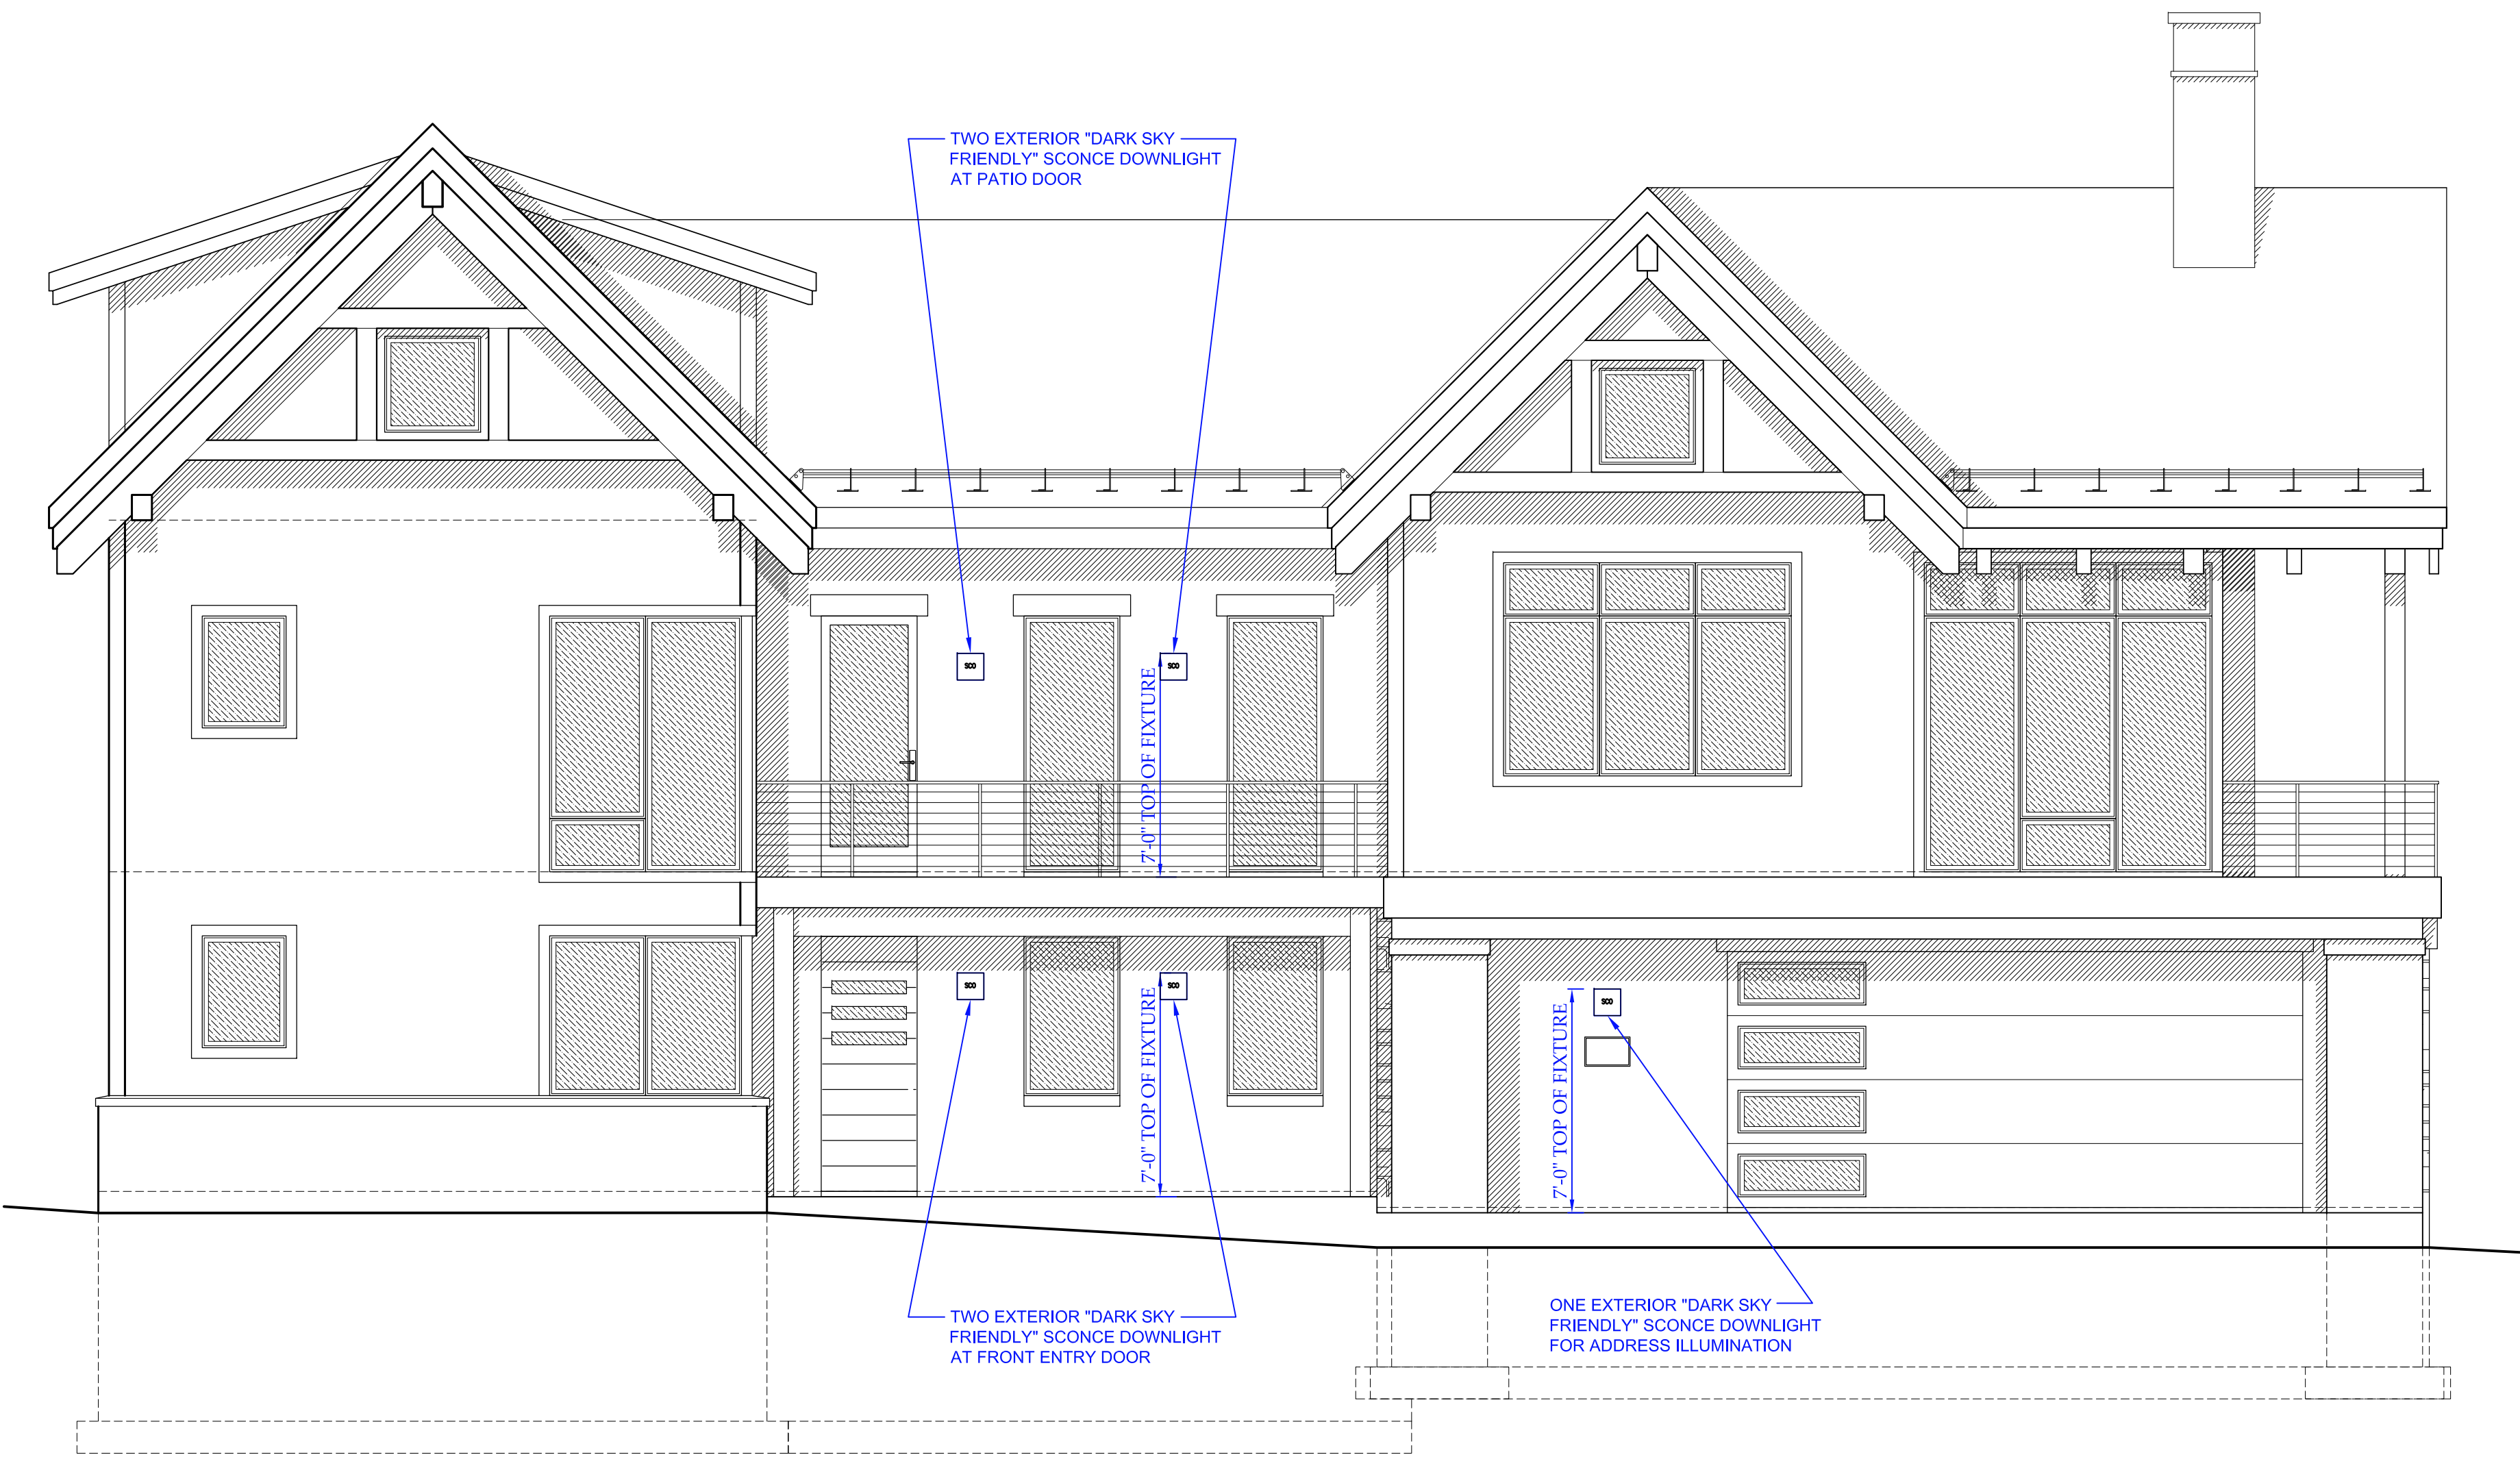 TWO EXTERIOR "DARK SKY
FRIENDLY" SCONCE DOWNLIGHT
AT PATIO DOOR
SCO
SCO
7'-0" TOP OF FIXTURE
SCO
SCO
7'-0" TOP OF FIXTURE
SCO
7'-0" TOP OF FIXTURE
TWO EXTERIOR "DARK SKY
FRIENDLY" SCONCE DOWNLIGHT
AT FRONT ENTRY DOOR
ONE EXTERIOR "DARK SKY
FRIENDLY" SCONCE DOWNLIGHT
FOR ADDRESS ILLUMINATION